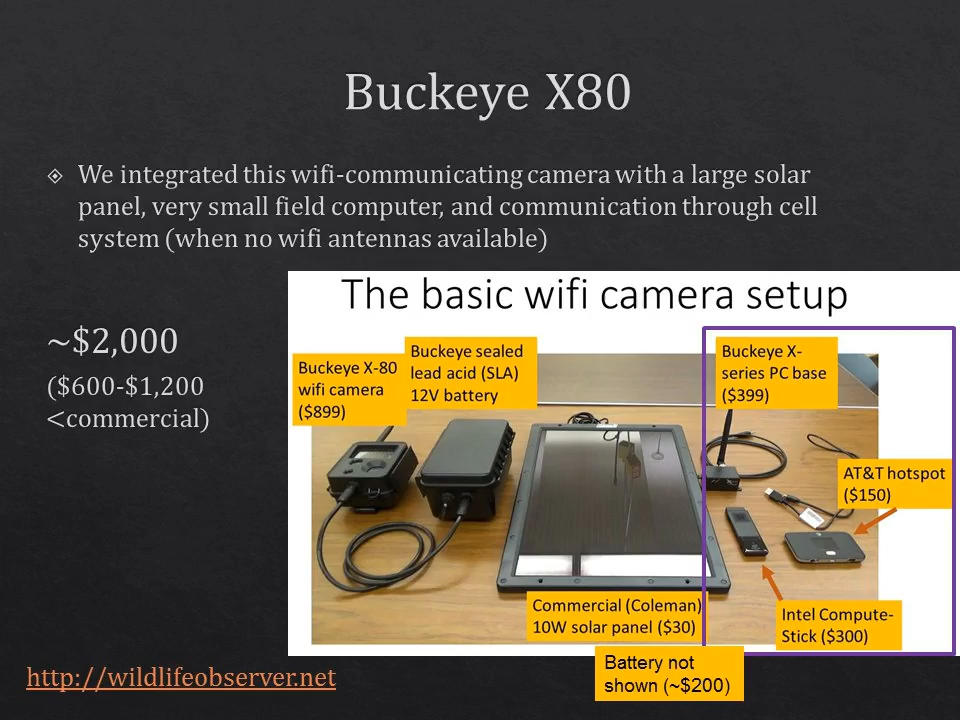 Buckeye X80
We integrated this wifi-communicating camera with a large solar
panel, very small field computer, and communication through cell
system (when no wifi antennas available)
~$2,000
($600-$1,200
<commercial)
The basic wifi camera setup
Buckeye X-80
wifi camera
($899)
Buckeye sealed
lead acid (SLA)
12V battery
Buckeye X-
series PC base
($399)
AT&T hotspot
($150)
Commercial (Coleman)
10W solar panel ($30)
Intel Compute-
Stick ($300)
Battery not
shown (~$200)
http://wildlifeobserver.net